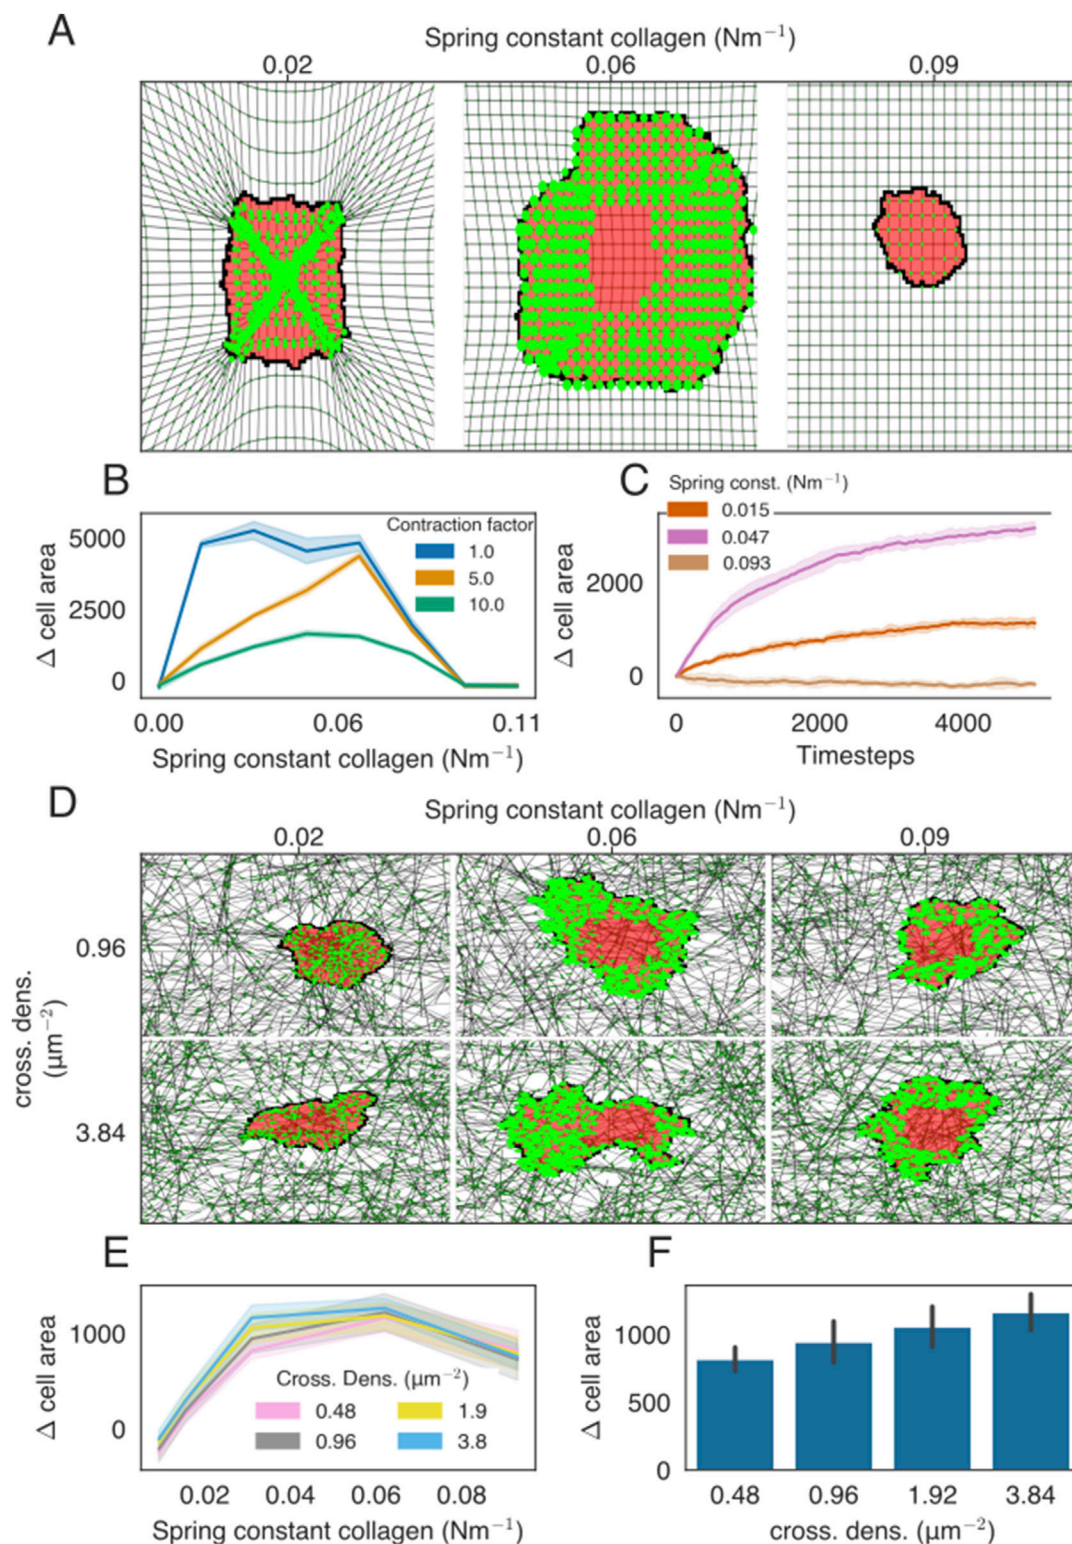 A
Spring constant collagen (Nm⁻¹)
0.02 0.06 0.09
B
Contraction factor
1.0
5.0
10.0
5000
2500
0
Δ cell area
0.00 0.06 0.11
Spring constant collagen (Nm⁻¹)
C
Spring const. (Nm⁻¹)
0.015
0.047
0.093
2000
0
Δ cell area
0 2000 4000
Timesteps
D
Spring constant collagen (Nm⁻¹)
0.02 0.06 0.09
cross. dens.
(μm⁻²)
0.96
3.84
E
1000
0
Δ cell area
Cross. Dens. (μm⁻²)
0.48 1.9
0.96 3.8
0.02 0.04 0.06 0.08
Spring constant collagen (Nm⁻¹)
F
1000
500
0
Δ cell area
0.48 0.96 1.92 3.84
cross. dens. (μm⁻²)